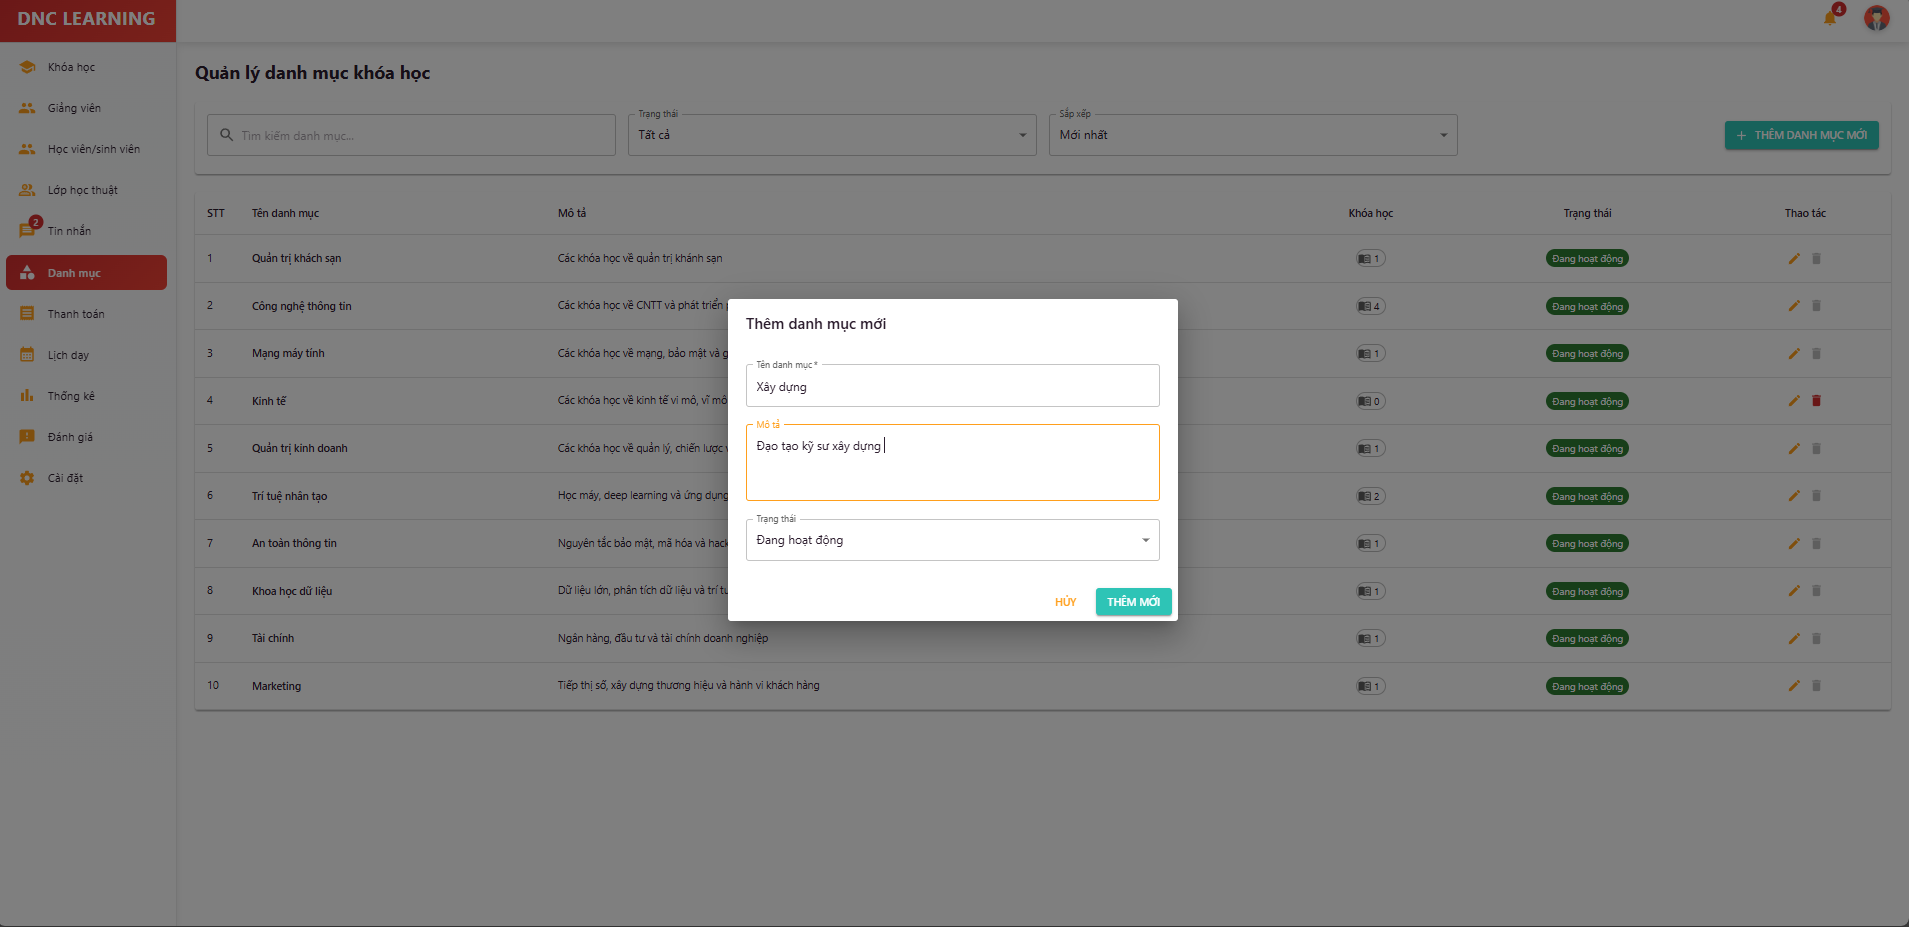 DNC LEARNING
4
Khóa học
Giảng viên
Học viên/sinh viên
Lớp học thuật
2
Tin nhắn
Danh mục
Thanh toán
Lịch dạy
Thống kê
Đánh giá
Cài đặt
Quản lý danh mục khóa học
Tìm kiếm danh mục...
Trạng thái
Tất cả
Sắp xếp
Mới nhất
+ THÊM DANH MỤC MỚI
STT Tên danh mục Mô tả Khóa học Trạng thái Thao tác
1 Quản trị khách sạn Các khóa học về quản trị khánh sạn 1 Đang hoạt động
2 Công nghệ thông tin Các khóa học về CNTT và phát triển 4 Đang hoạt động
3 Mạng máy tính Các khóa học về mạng, bảo mật và 1 Đang hoạt động
4 Kinh tế Các khóa học về kinh tế vi mô, vĩ mô 0 Đang hoạt động
5 Quản trị kinh doanh Các khóa học về quản lý, chiến lược 1 Đang hoạt động
6 Trí tuệ nhân tạo Học máy, deep learning và ứng dụng 2 Đang hoạt động
7 An toàn thông tin Nguyên tắc bảo mật, mã hóa và hack 1 Đang hoạt động
8 Khoa học dữ liệu Dữ liệu lớn, phân tích dữ liệu và trí 1 Đang hoạt động
9 Tài chính Ngân hàng, đầu tư và tài chính doanh nghiệp 1 Đang hoạt động
10 Marketing Tiếp thị số, xây dựng thương hiệu và hành vi khách hàng 1 Đang hoạt động
Thêm danh mục mới
Tên danh mục *
Xây dựng
Mô tả
Đạo tạo kỹ sư xây dựng
Trạng thái
Đang hoạt động
HỦY THÊM MỚI